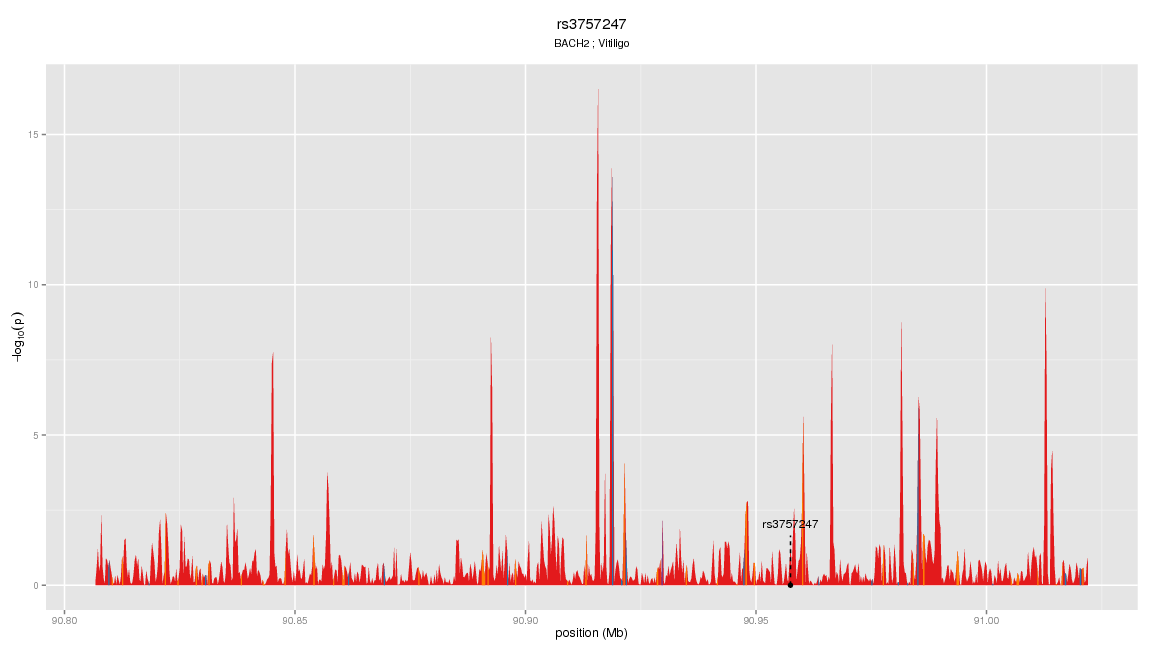 rs3757247
BACH2 ; Vitiligo
15
10
5
0
−log10(p)
rs3757247
90.80 90.85 90.90 90.95 91.00
position (Mb)